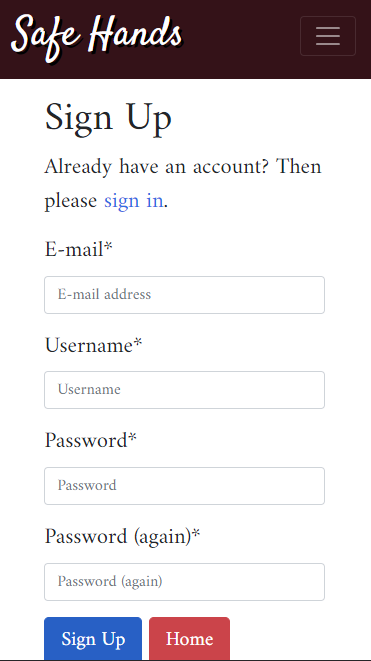 Safe Hands
Sign Up
Already have an account? Then
please sign in.
E-mail*
E-mail address
Username*
Username
Password*
Password
Password (again)*
Password (again)
Sign Up Home